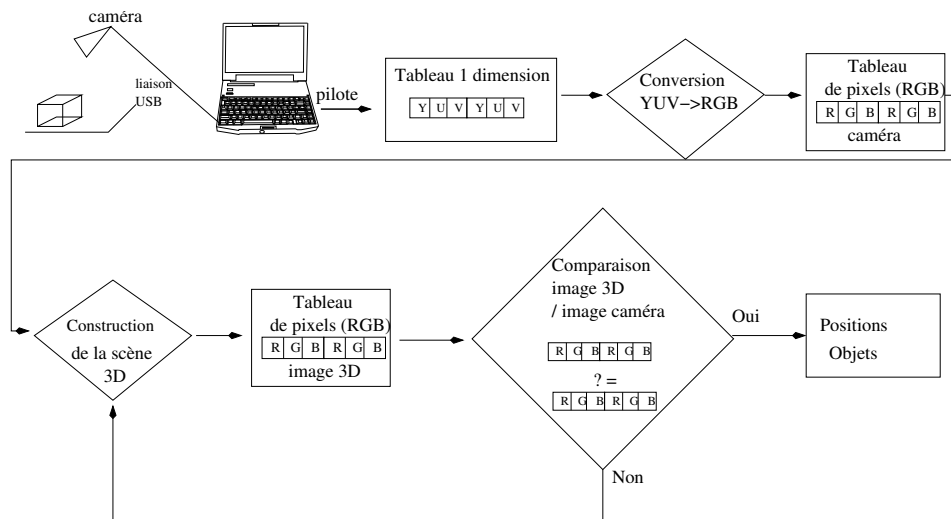 caméra
liaison
USB
pilote
Tableau 1 dimension
Y U V Y U V
Conversion
YUV->RGB
Tableau
de pixels (RGB)
R G B R G B
caméra
Construction
de la scène
3D
Tableau
de pixels (RGB)
R G B R G B
image 3D
Comparaison
image 3D
/ image caméra
R G B R G B
? =
R G B R G B
Oui
Non
Positions
Objets